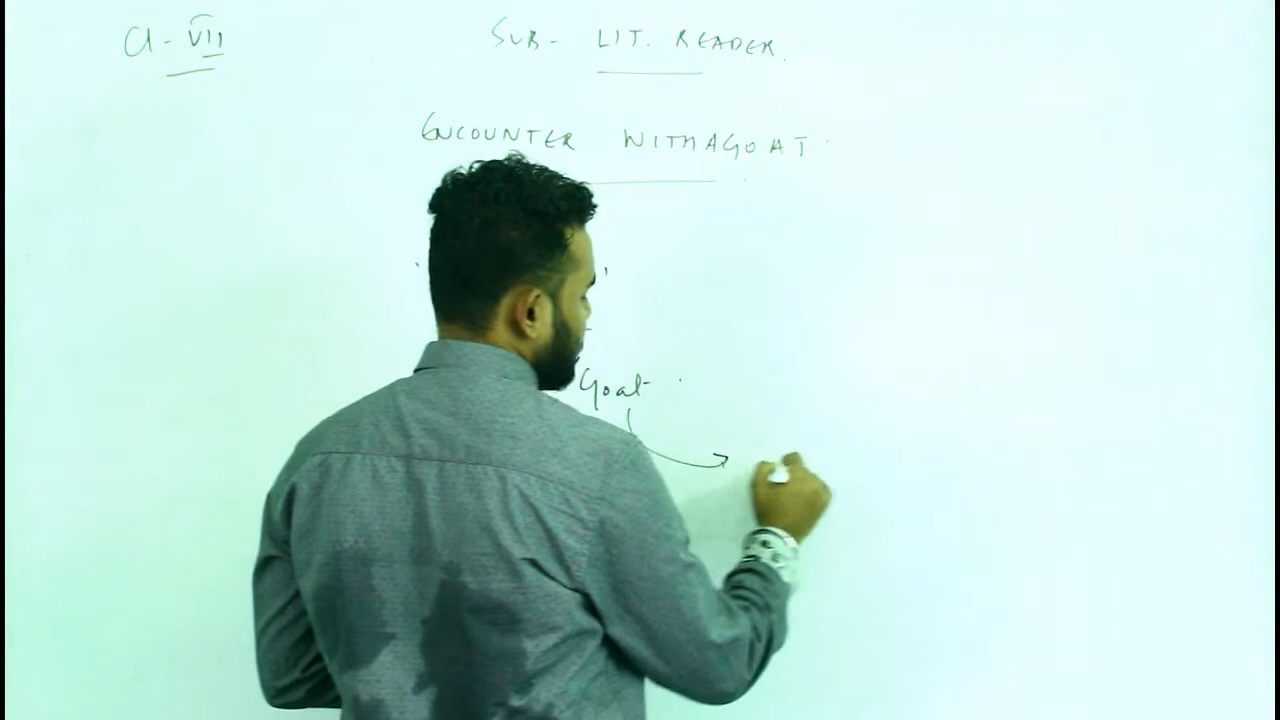 Cl - VII
SUB - LIT. READER.
ENCOUNTER WITH A GOAT.
Goat